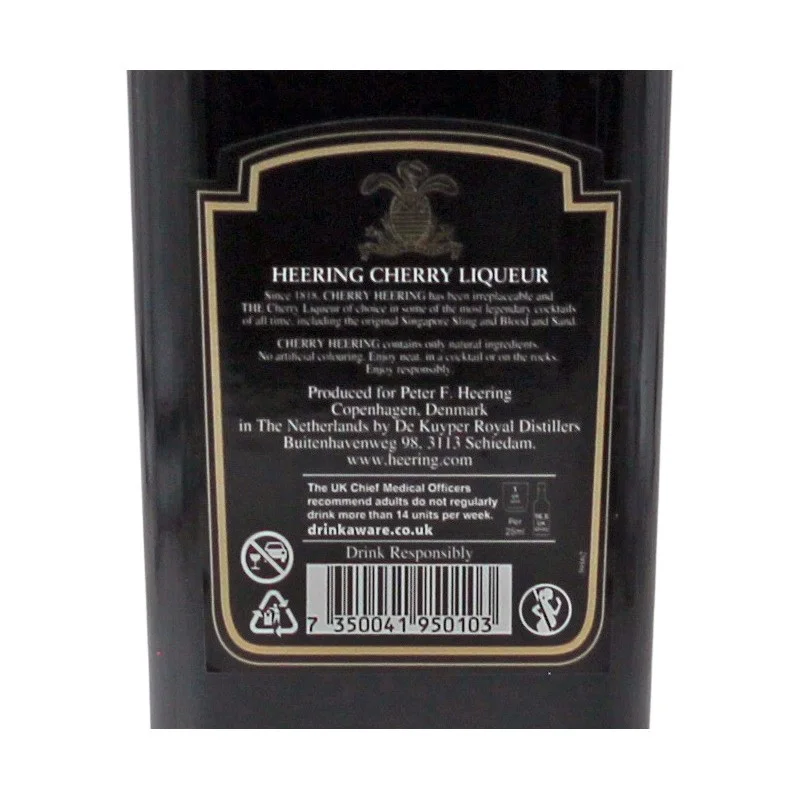 HEERING CHERRY LIQUEUR
Since 1818, CHERRY HEERING has been irreplaceable and
THE Cherry Liqueur of choice in some of the most legendary cocktails
of all time, including the original Singapore Sling and Blood and Sand.
CHERRY HEERING contains only natural ingredients.
No artificial colouring. Enjoy neat, in a cocktail or on the rocks.
Enjoy responsibly.
Produced for Peter F. Heering
Copenhagen, Denmark
in The Netherlands by De Kuyper Royal Distillers
Buitenhavenweg 98, 3113 Schiedam.
www.heering.com
The UK Chief Medical Officers
recommend adults do not regularly
drink more than 14 units per week.
drinkaware.co.uk
1
Per
25ml
UK
Drink Responsibly
7 350041 950103